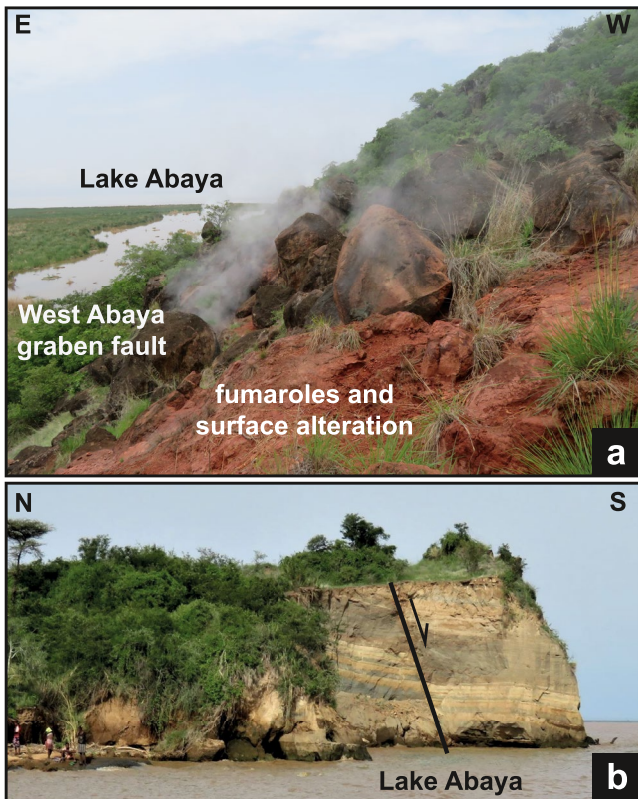 E
W
Lake Abaya
West Abaya
graben fault
fumaroles and
surface alteration
a
N
S
Lake Abaya
b